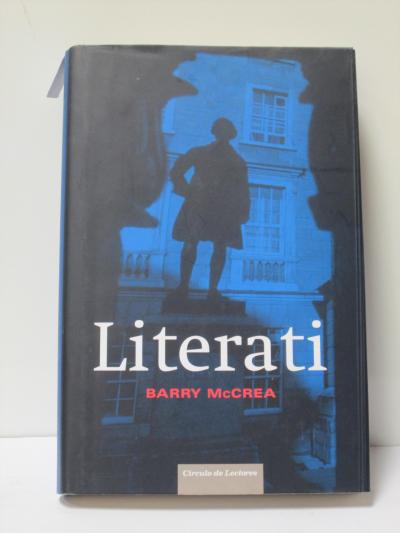 Literati
BARRY McCREA
Círculo de Lectores